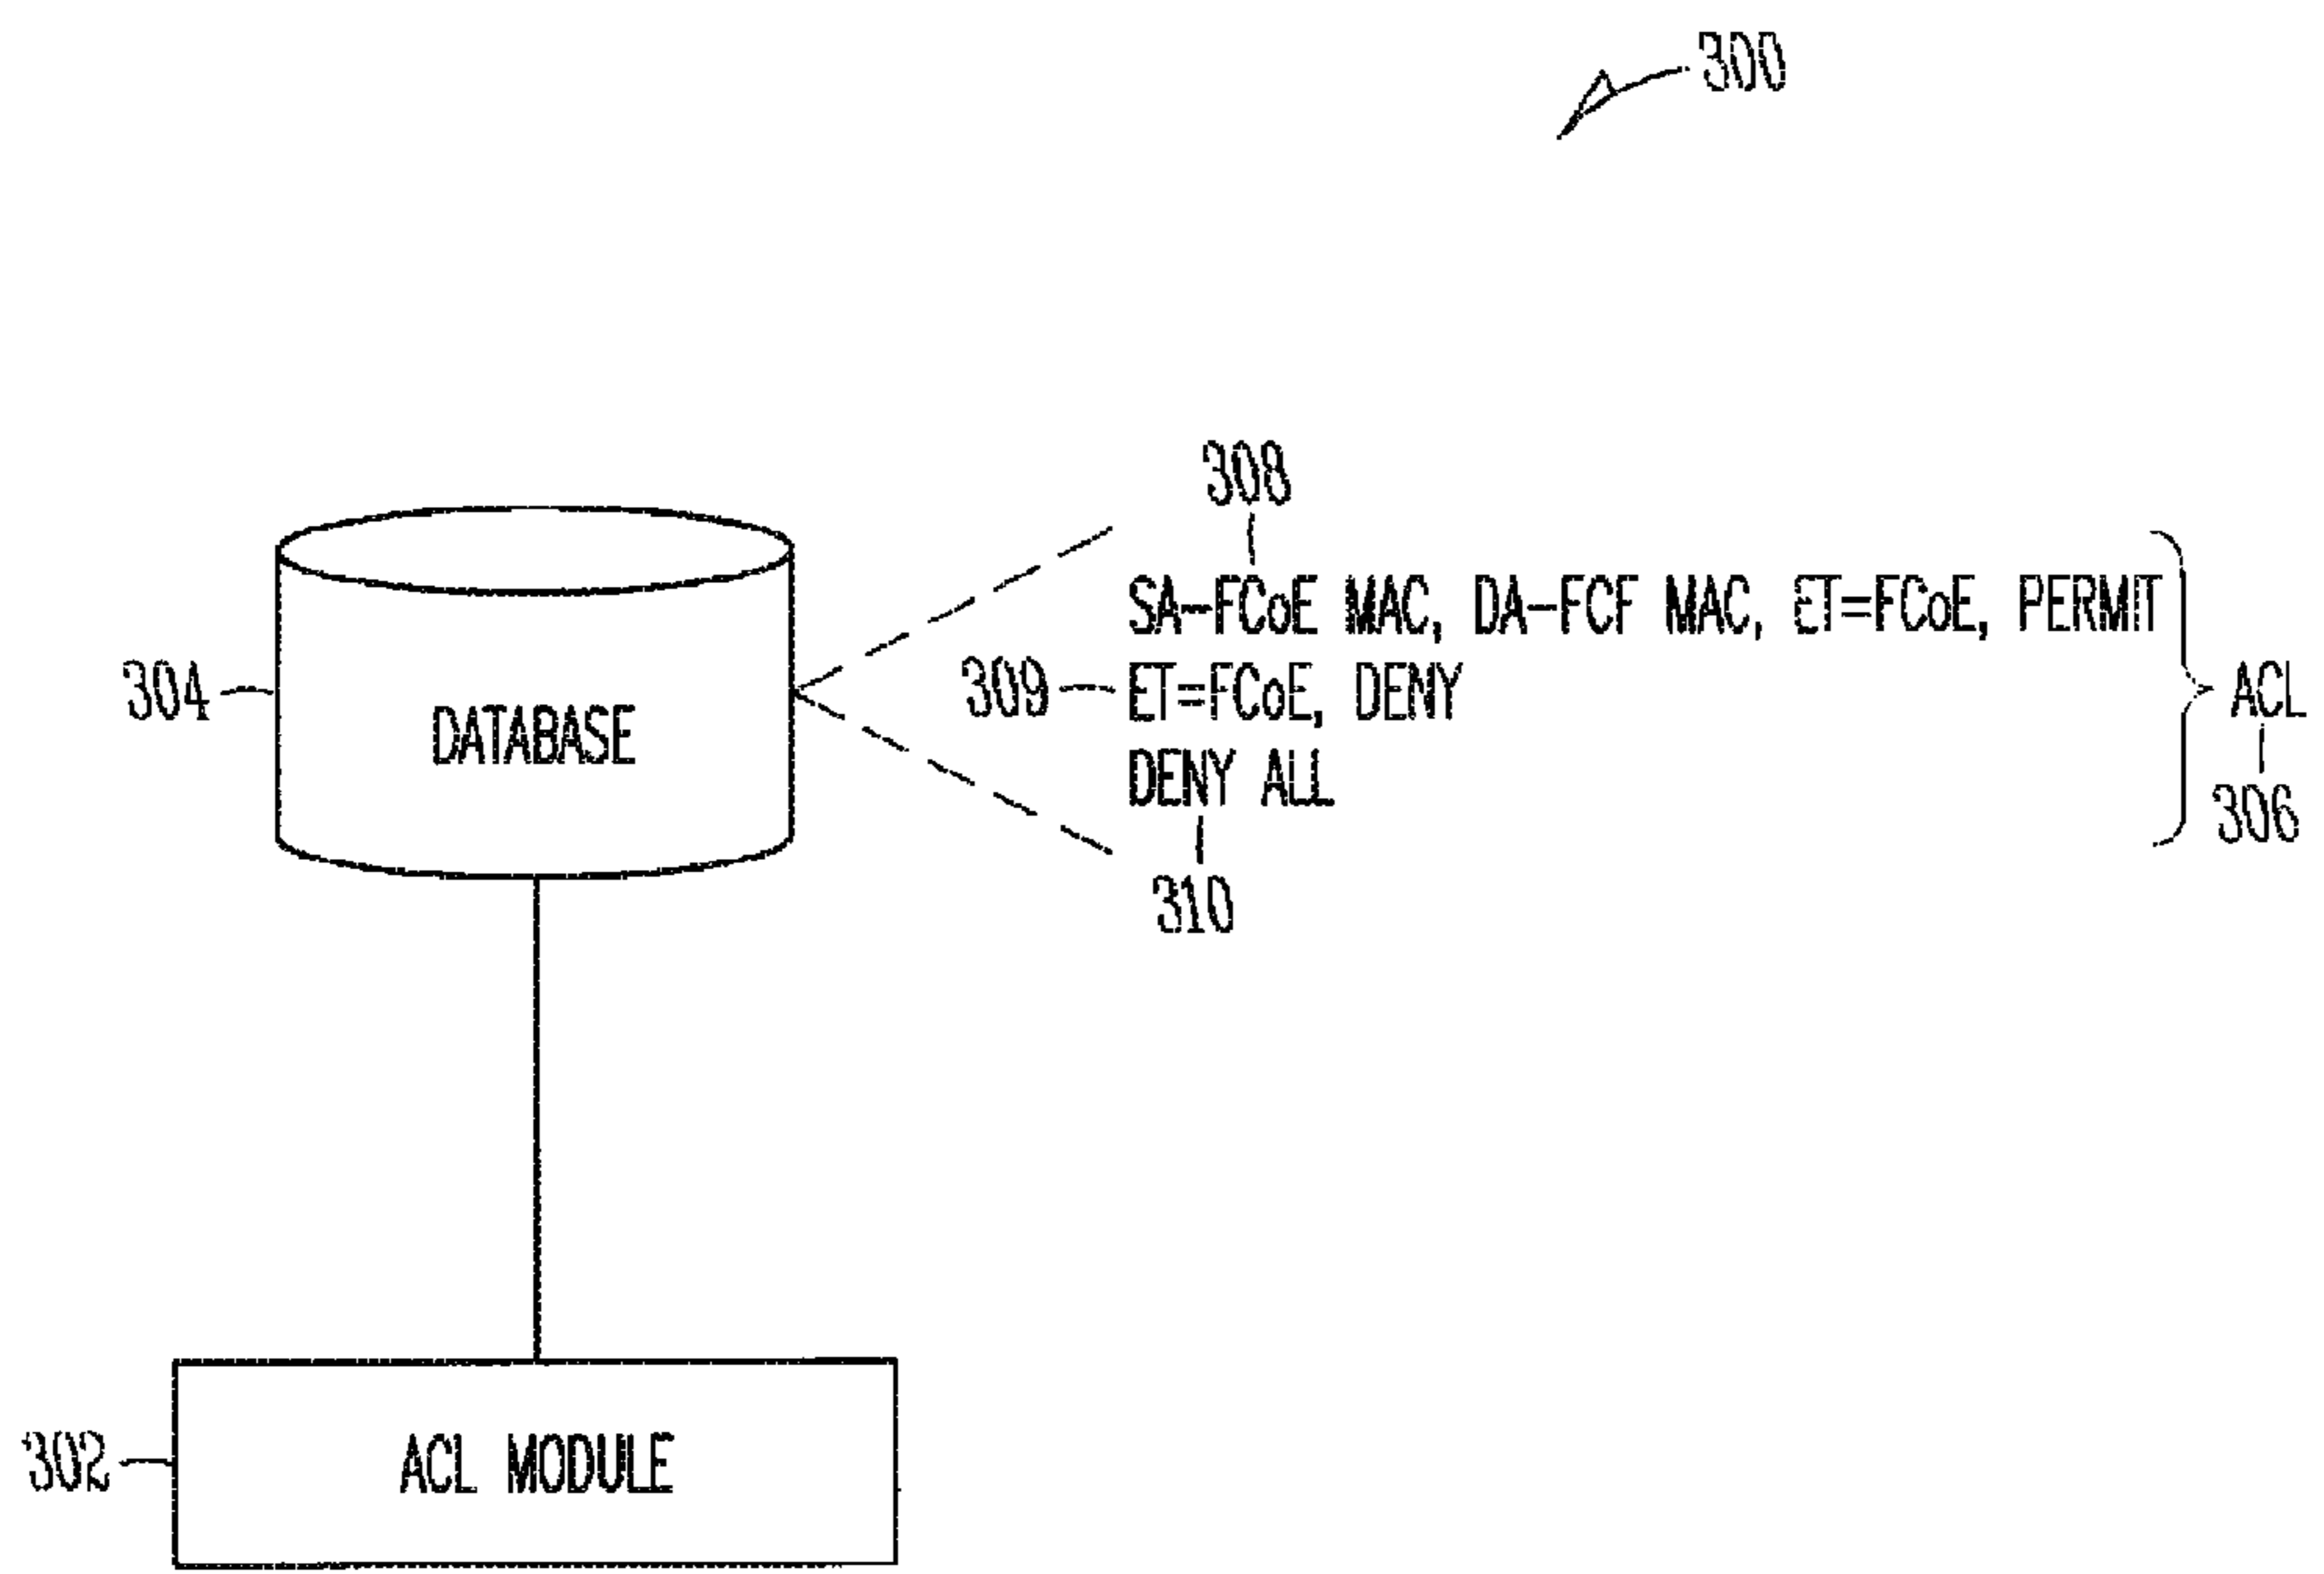 300
308
SA-FCoE MAC, DA-FCF MAC, ET=FCoE, PERMIT
304
309
ET=FCoE, DENY
ACL
DATABASE
DENY ALL
306
310
302
ACL MODULE